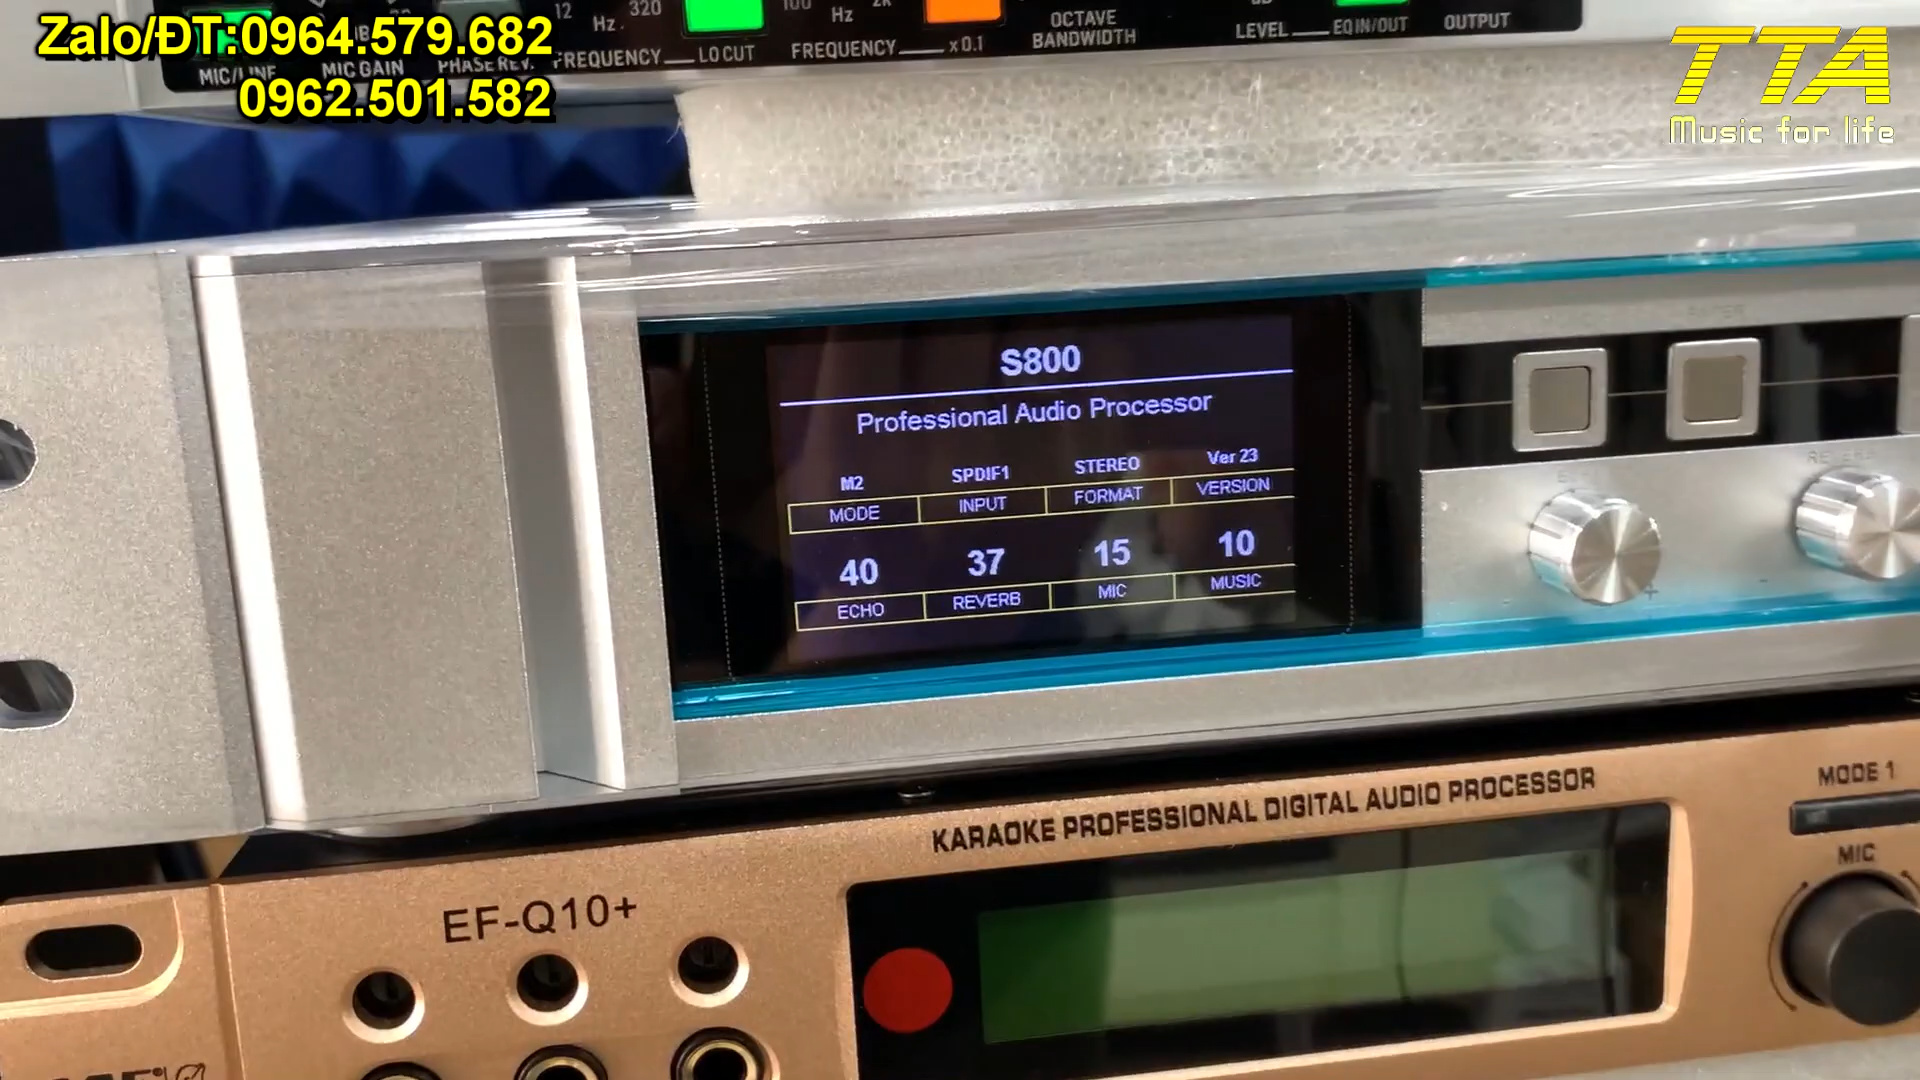 Zalo/ĐT:0964.579.682
0962.501.582
TTA
Music for life
12 Hz 320
100 Hz 2k
MIC/LINE MIC GAIN PHASE REV. FREQUENCY LO CUT FREQUENCY x 0.1 OCTAVE BANDWIDTH LEVEL EQ IN/OUT OUTPUT
S800
Professional Audio Processor
M2 SPDIF1 STEREO Ver 23
MODE INPUT FORMAT VERSION
40 37 15 10
ECHO REVERB MIC MUSIC
KARAOKE PROFESSIONAL DIGITAL AUDIO PROCESSOR
MODE 1
MIC
EF-Q10+